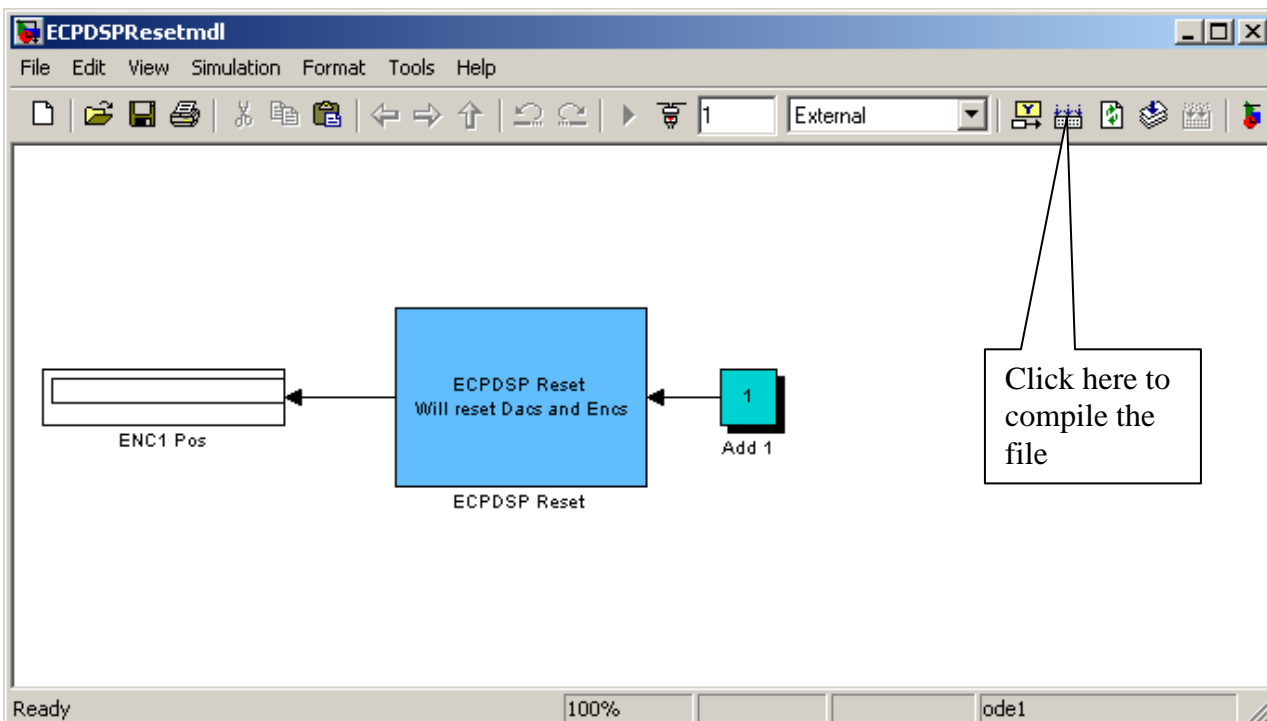 ECPDSPResetmdl
File Edit View Simulation Format Tools Help
1 External
ECPDSP Reset
Will reset Dacs and Encs
1
ENC1 Pos
Add 1
ECPDSP Reset
Click here to
compile the
file
Ready 100% ode1